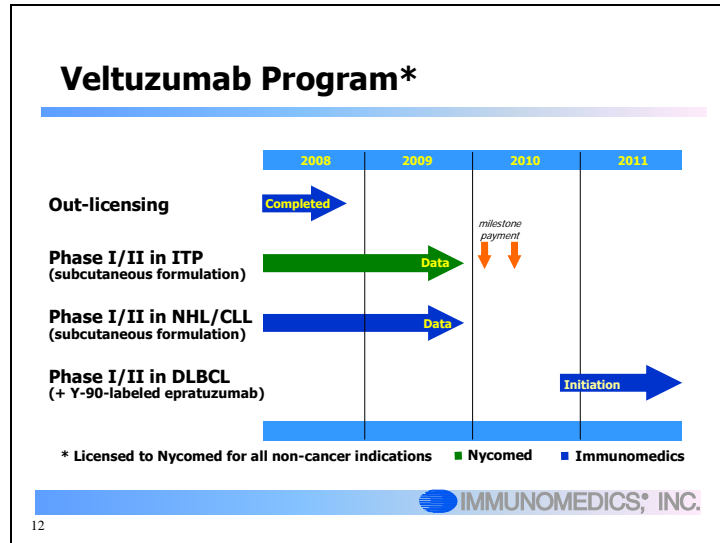 Veltuzumab Program*
2008 2009 2010 2011
Out-licensing
Completed
milestone
payment
Phase I/II in ITP
(subcutaneous formulation)
Data
Phase I/II in NHL/CLL
(subcutaneous formulation)
Data
Phase I/II in DLBCL
(+ Y-90-labeled epratuzumab)
Initiation
* Licensed to Nycomed for all non-cancer indications Nycomed Immunomedics
IMMUNOMEDICS,® INC.
12